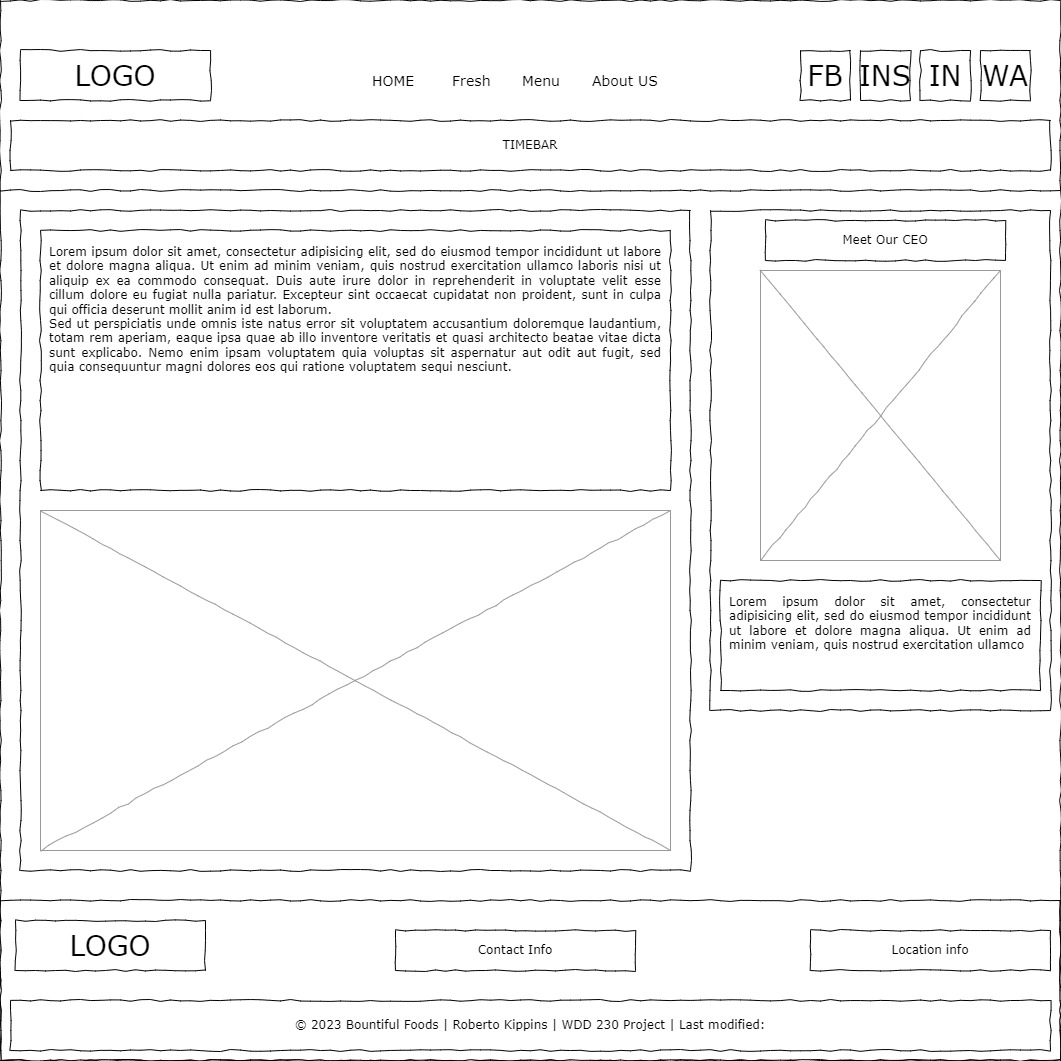 LOGO
HOME Fresh Menu About US
FB INS IN WA
TIMEBAR
Lorem ipsum dolor sit amet, consectetur adipisicing elit, sed do eiusmod tempor incididunt ut labore
et dolore magna aliqua. Ut enim ad minim veniam, quis nostrud exercitation ullamco laboris nisi ut
aliquip ex ea commodo consequat. Duis aute irure dolor in reprehenderit in voluptate velit esse
cillum dolore eu fugiat nulla pariatur. Excepteur sint occaecat cupidatat non proident, sunt in culpa
qui officia deserunt mollit anim id est laborum.
Sed ut perspiciatis unde omnis iste natus error sit voluptatem accusantium doloremque laudantium,
totam rem aperiam, eaque ipsa quae ab illo inventore veritatis et quasi architecto beatae vitae dicta
sunt explicabo. Nemo enim ipsam voluptatem quia voluptas sit aspernatur aut odit aut fugit, sed
quia consequuntur magni dolores eos qui ratione voluptatem sequi nesciunt.
Meet Our CEO
Lorem ipsum dolor sit amet, consectetur
adipisicing elit, sed do eiusmod tempor incididunt
ut labore et dolore magna aliqua. Ut enim ad
minim veniam, quis nostrud exercitation ullamco
LOGO
Contact Info
Location info
© 2023 Bountiful Foods | Roberto Kippins | WDD 230 Project | Last modified: